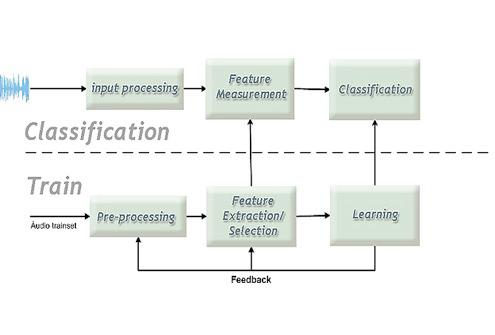 input processing
Feature
Measurement
Classification
Classification
Train
Audio trainset
Pre-processing
Feature
Extraction/
Selection
Learning
Feedback